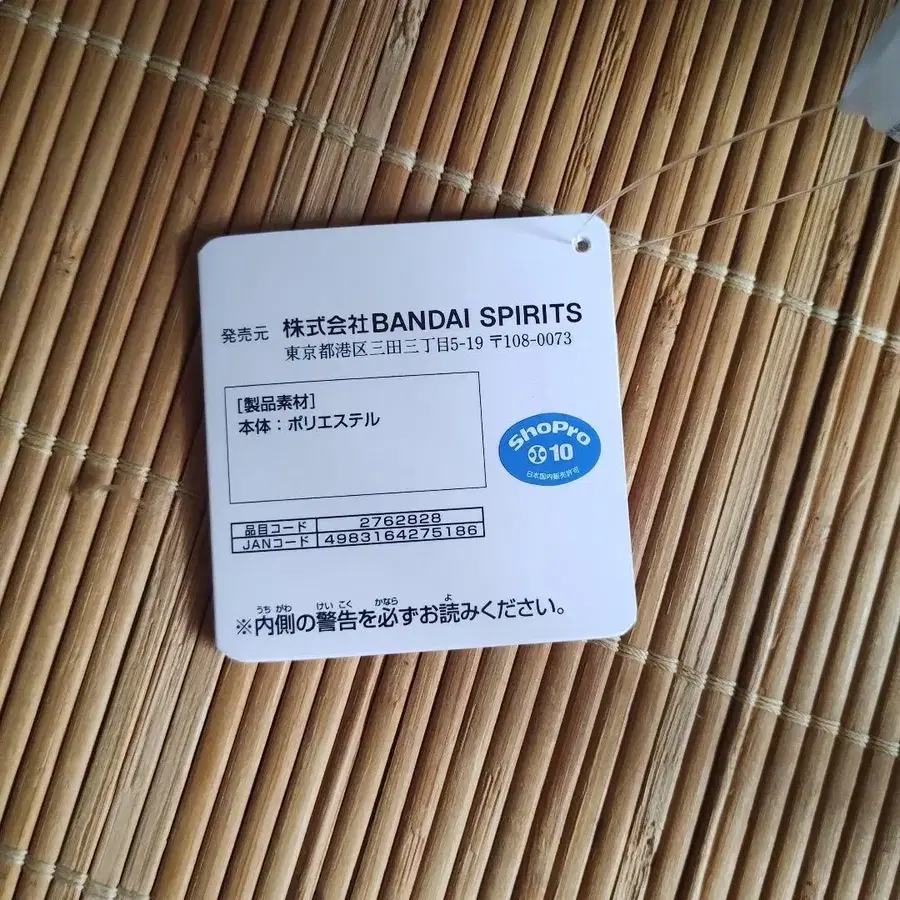 発売元 株式会社BANDAI SPIRITS
東京都港区三田三丁目5-19 〒108-0073
[製品素材]
本体：ポリエステル
ShoPro
10
日本国内販売許可
品目コード 2762828
JANコード 4983164275186
うちがわ けいこく かなら よ
※内側の警告を必ずお読みください。